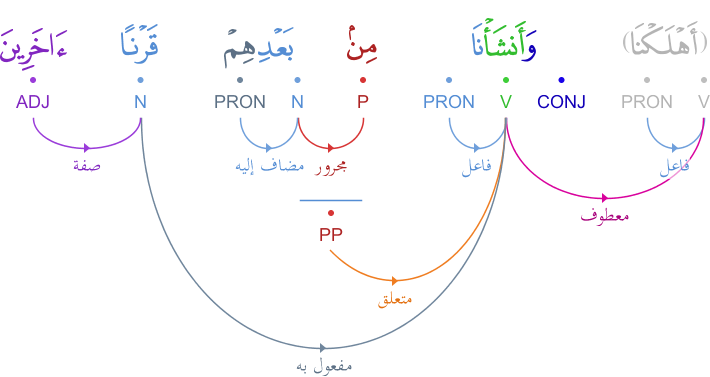 (أَهْلَكْنَا) وَأَنشَأْنَا مِنۢ بَعْدِهِمْ قَرْنًا ءَاخَرِينَ
V PRON CONJ V PRON P N PRON N ADJ
فاعل فاعل مجرور مضاف إليه صفة
معطوف
PP
متعلق
مفعول به